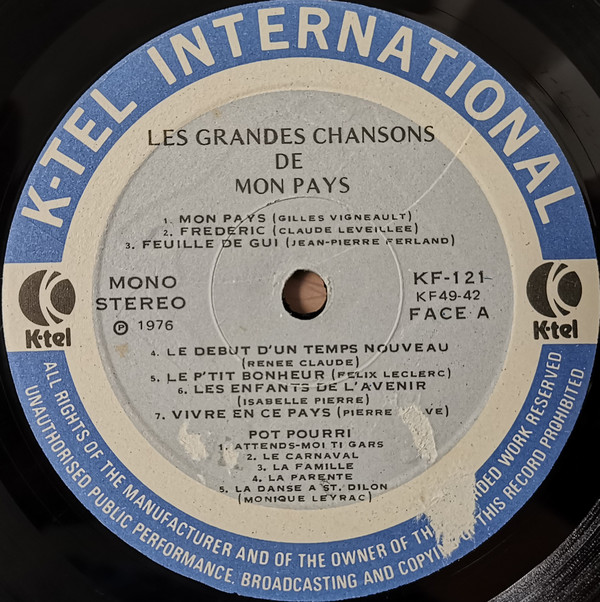 K-TEL INTERNATIONAL
LES GRANDES CHANSONS
DE
MON PAYS
1. MON PAYS (GILLES VIGNEAULT)
2. FREDERIC (CLAUDE LEVEILLEE)
3. FEUILLE DE GUI (JEAN-PIERRE FERLAND)
MONO
STEREO
℗ 1976
KF-121
KF49-42
FACE A
K-tel
K-tel
4. LE DEBUT D'UN TEMPS NOUVEAU
(RENEE CLAUDE)
5. LE P'TIT BONHEUR (FELIX LECLERC)
6. LES ENFANTS DE L'AVENIR
(ISABELLE PIERRE)
7. VIVRE EN CE PAYS (PIERRE
POT POURRI
1. ATTENDS-MOI TI GARS
2. LE CARNAVAL
3. LA FAMILLE
4. LA PARENTE
5. LA DANSE A ST. DILON
(MONIQUE LEYRAC)
ALL RIGHTS OF THE MANUFACTURER AND OF THE OWNER OF THE WORK RESERVED
UNAUTHORISED PUBLIC PERFORMANCE, BROADCASTING AND COPYING OF THIS RECORD PROHIBITED.